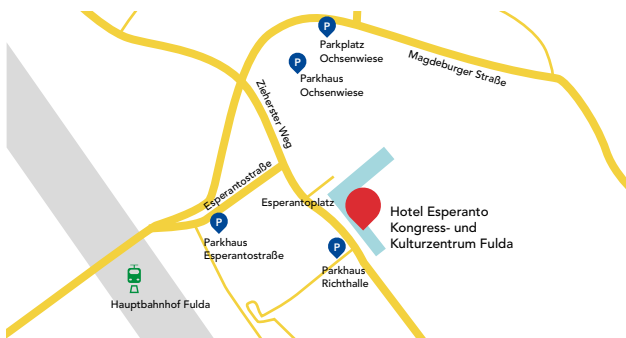 P
Parkplatz
Ochsenwiese
P
Parkhaus
Ochsenwiese
Magdeburger Straße
Zieherster Weg
Esperantostraße
Esperantoplatz
Hotel Esperanto
Kongress- und
Kulturzentrum Fulda
P
Parkhaus
Esperantostraße
P
Parkhaus
Richthalle
Hauptbahnhof Fulda